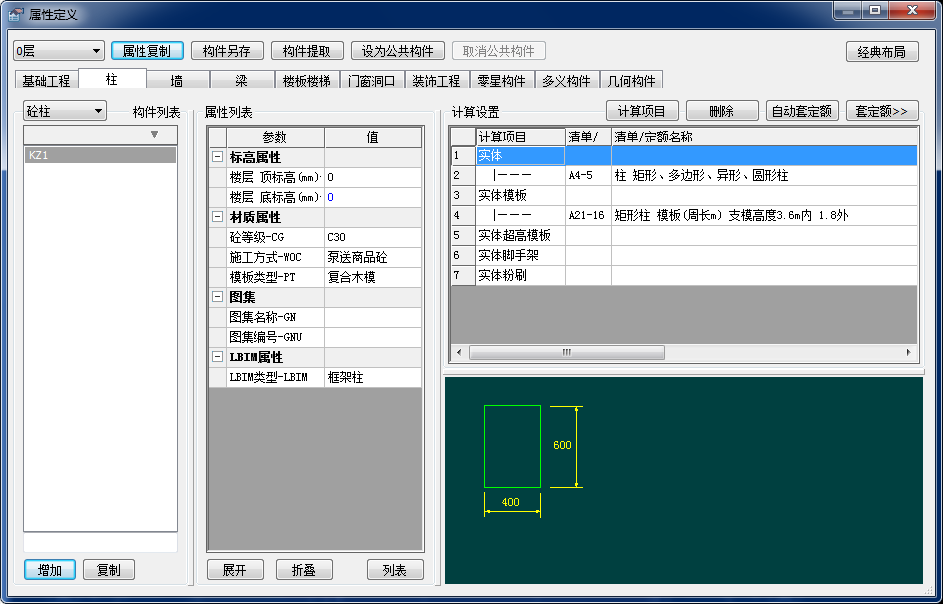 属性定义
0层 属性复制 构件另存 构件提取 设为公共构件 取消公共构件 经典布局
基础工程 柱 墙 梁 楼板楼梯 门窗洞口 装饰工程 零星构件 多义构件 几何构件
砼柱 构件列表
KZ1
增加 复制
属性列表
参数 值
标高属性
楼层 顶标高(mm) 0
楼层 底标高(mm) 0
材质属性
砼等级-CG C30
施工方式-WOC 泵送商品砼
模板类型-PT 复合木模
图集
图集名称-GN
图集编号-GNU
LBIM属性
LBIM类型-LBIM 框架柱
展开 折叠 列表
计算设置 计算项目 删除 自动套定额 套定额>>
计算项目 清单/ 清单/定额名称
1 实体
2 |--- A4-5 柱 矩形、多边形、异形、圆形柱
3 实体模板
4 |--- A21-16 矩形柱 模板(周长m) 支模高度3.6m内 1.8外
5 实体超高模板
6 实体脚手架
7 实体粉刷
600
400